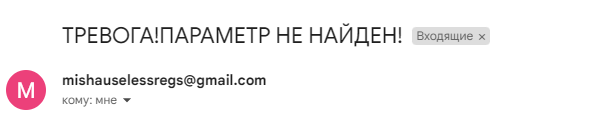 ТРЕВОГА!ПАРАМЕТР НЕ НАЙДЕН! Входящие ×
M
mishauselessregs@gmail.com
кому: мне